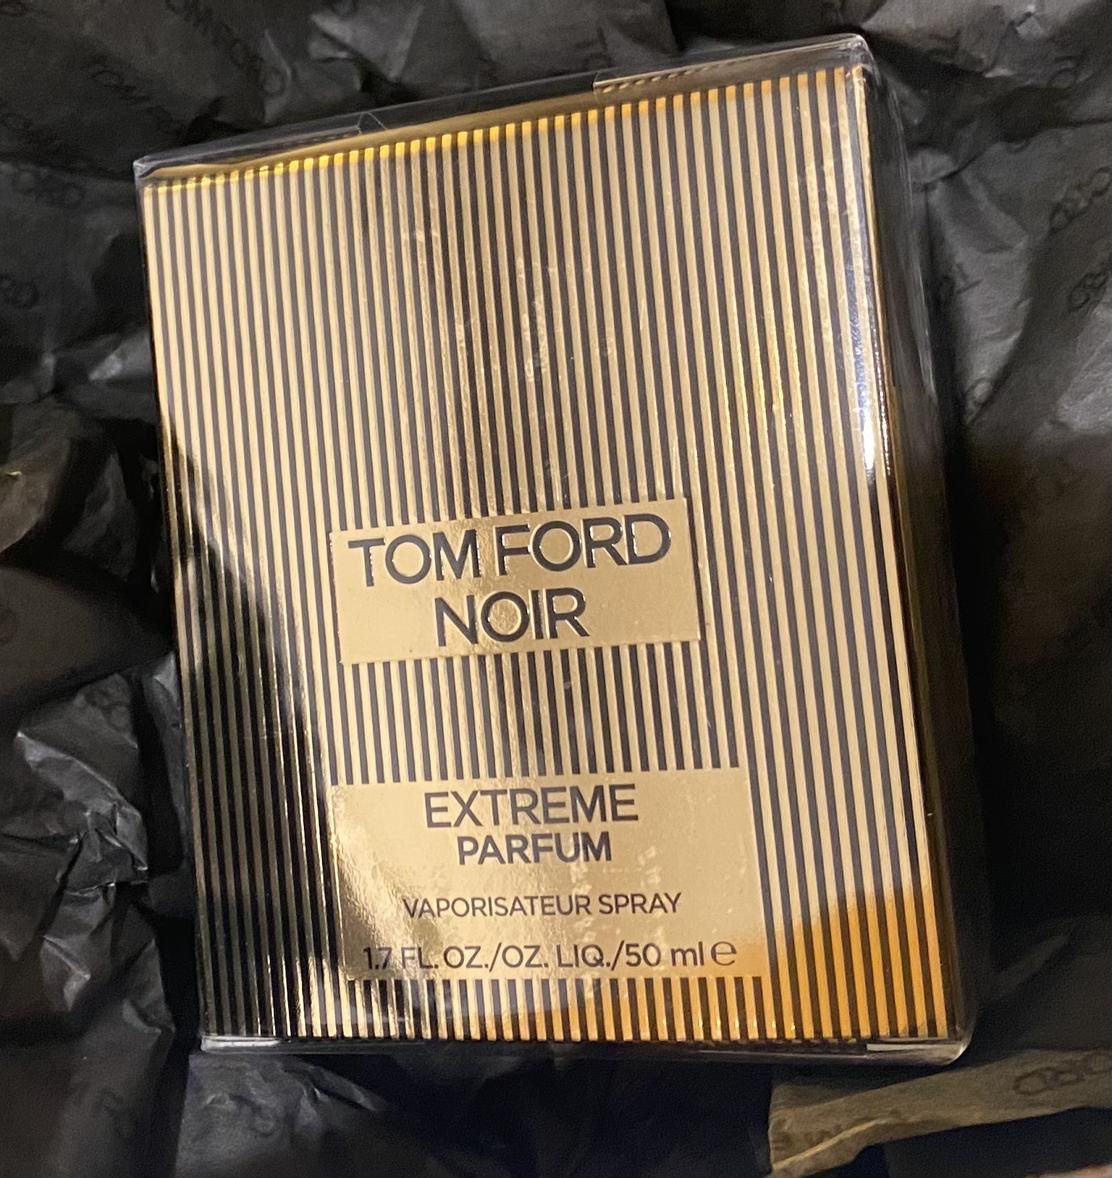 TOM FORD
NOIR
EXTREME
PARFUM
VAPORISATEUR SPRAY
1.7 FL. OZ./OZ. LIQ./50 ml ℮